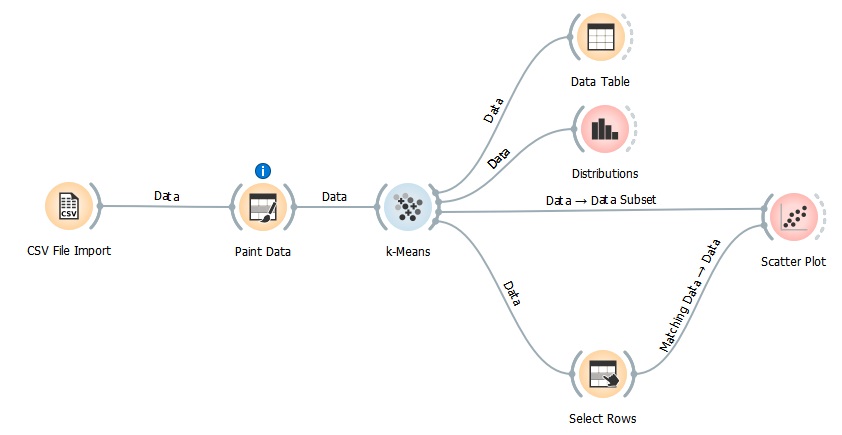 Data
Data Table
Data
Distributions
CSV
CSV File Import
Data
i
Paint Data
Data
k-Means
Data → Data Subset
Scatter Plot
Data
Matching Data → Data
Select Rows